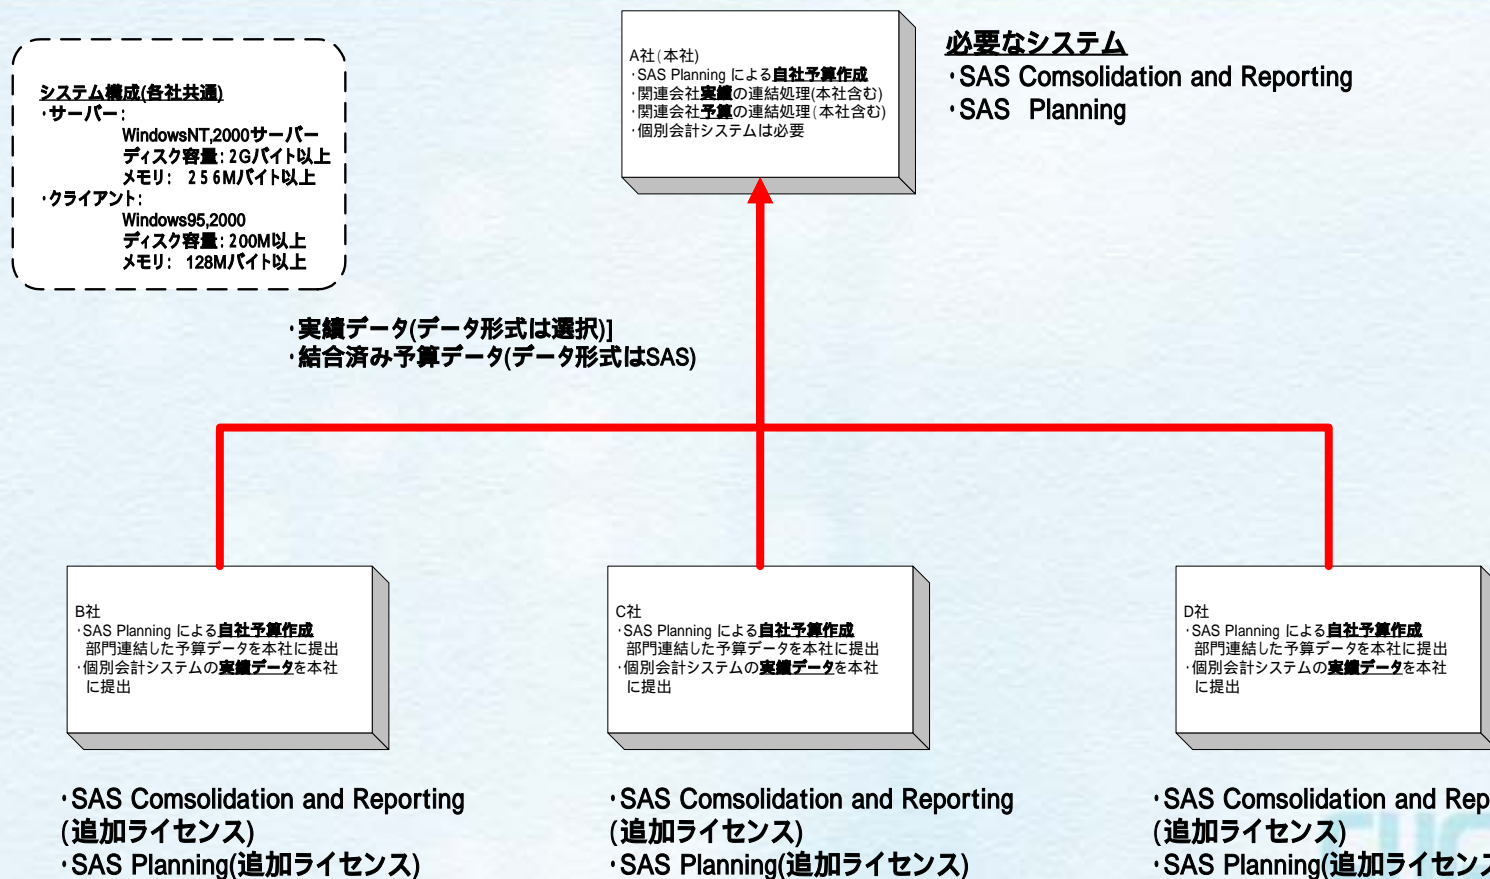 システム構成(各社共通)
・サーバー:
WindowsNT,2000サーバー
ディスク容量:2Gバイト以上
メモリ: 256Mバイト以上
・クライアント:
Windows95,2000
ディスク容量:200M以上
メモリ: 128Mバイト以上
A社(本社)
・SAS Planning による自社予算作成
・関連会社実績の連結処理(本社含む)
・関連会社予算の連結処理(本社含む)
・個別会計システムは必要
必要なシステム
・SAS Comsolidation and Reporting
・SAS Planning
・実績データ(データ形式は選択)]
・結合済み予算データ(データ形式はSAS)
B社
・SAS Planning による自社予算作成
部門連結した予算データを本社に提出
・個別会計システムの実績データを本社
に提出
C社
・SAS Planning による自社予算作成
部門連結した予算データを本社に提出
・個別会計システムの実績データを本社
に提出
D社
・SAS Planning による自社予算作成
部門連結した予算データを本社に提出
・個別会計システムの実績データを本社
に提出
・SAS Comsolidation and Reporting
(追加ライセンス)
・SAS Planning(追加ライセンス)
・SAS Comsolidation and Reporting
(追加ライセンス)
・SAS Planning(追加ライセンス)
・SAS Comsolidation and Rep
(追加ライセンス)
・SAS Planning(追加ライセンス